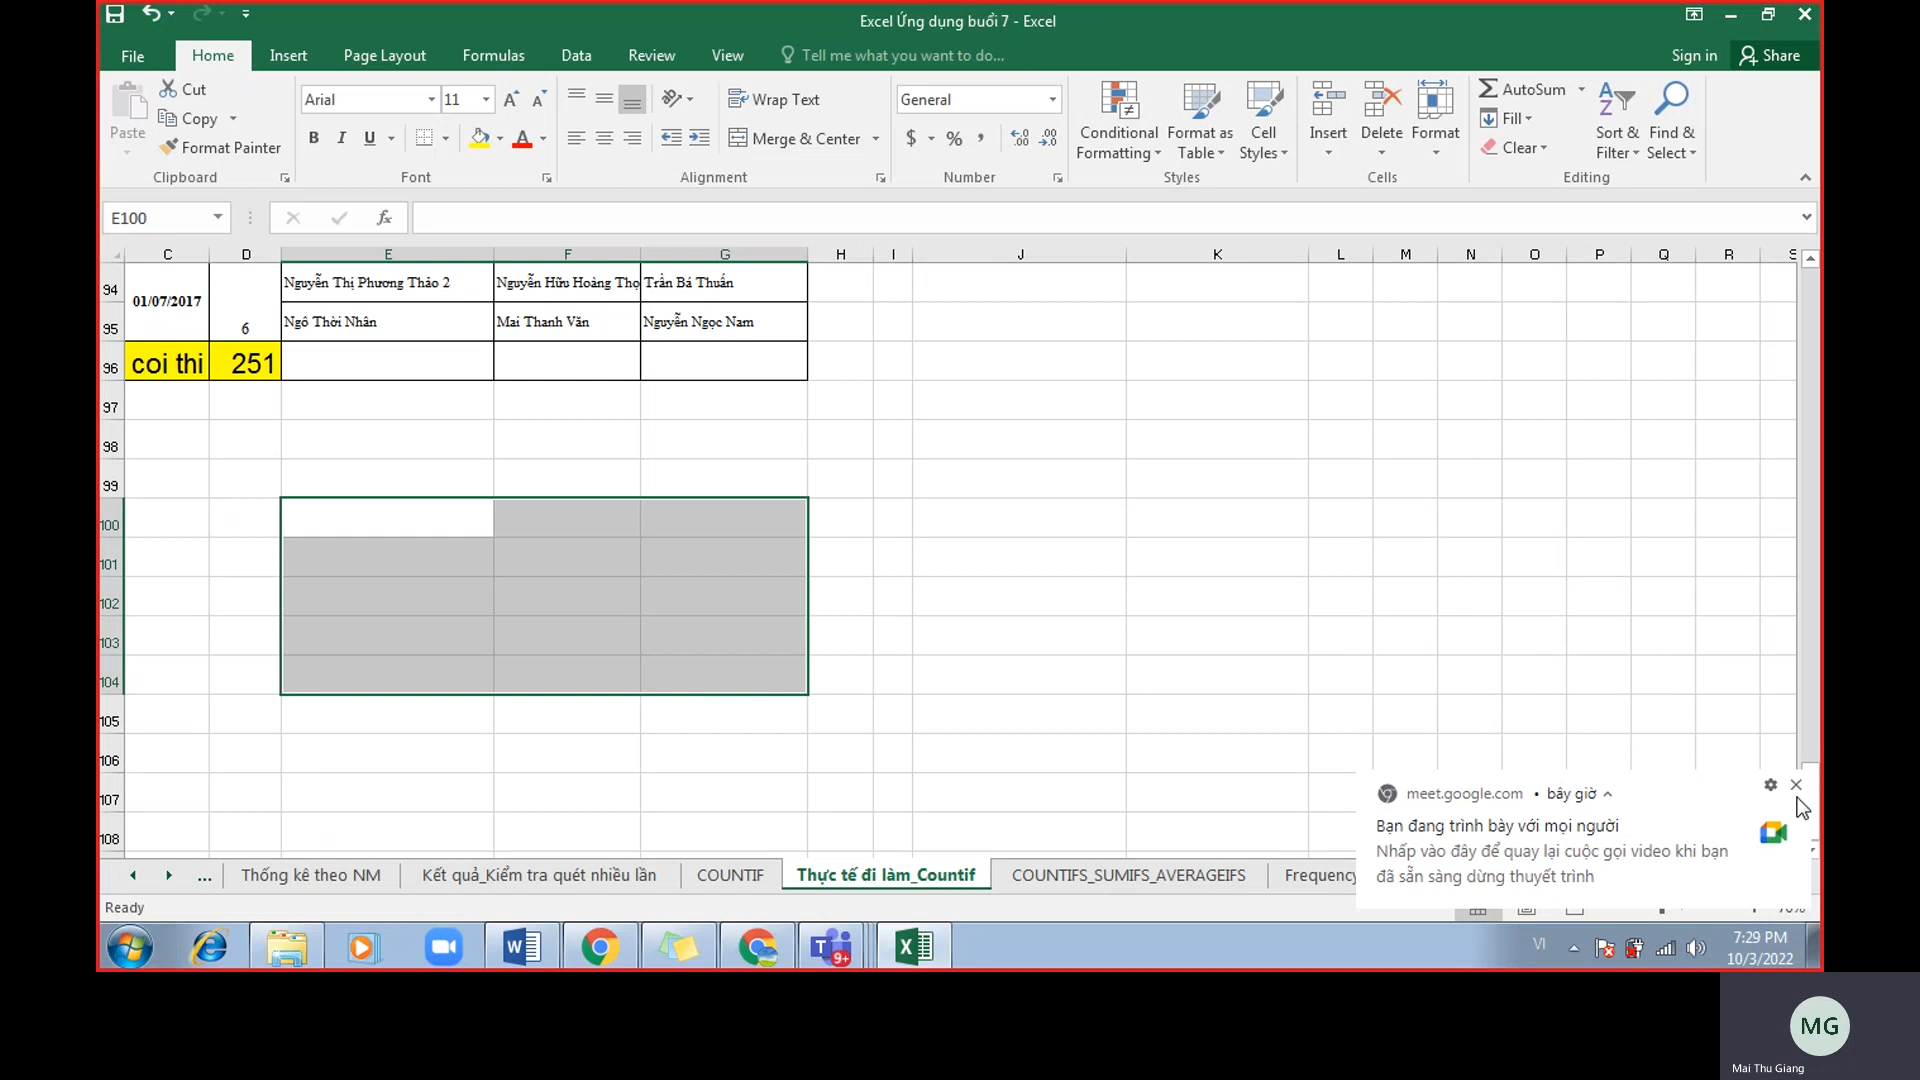 Excel Ứng dụng buổi 7 - Excel
File Home Insert Page Layout Formulas Data Review View Tell me what you want to do... Sign in Share
Paste Cut Copy Format Painter Clipboard
Arial 11 B I U Font
Wrap Text Merge & Center Alignment
General $ % , Number
Conditional Formatting Format as Table Cell Styles Styles
Insert Delete Format Cells
AutoSum Fill Clear Sort & Filter Find & Select Editing
E100 fx
C D E F G H I J K L M N O P Q R S
94 01/07/2017 Nguyễn Thị Phương Thảo 2 Nguyễn Hữu Hoàng Thọ Trần Bá Thuấn
95 6 Ngô Thời Nhân Mai Thanh Văn Nguyễn Ngọc Nam
96 coi thi 251
97
98
99
100
101
102
103
104
105
106
107
108
meet.google.com • bây giờ
Bạn đang trình bày với mọi người
Nhấp vào đây để quay lại cuộc gọi video khi bạn
đã sẵn sàng dừng thuyết trình
... Thống kê theo NM Kết quả_Kiểm tra quét nhiều lần COUNTIF Thực tế đi làm_Countif COUNTIFS_SUMIFS_AVERAGEIFS Frequency
Ready
VI 7:29 PM
10/3/2022
9+
MG
Mai Thu Giang